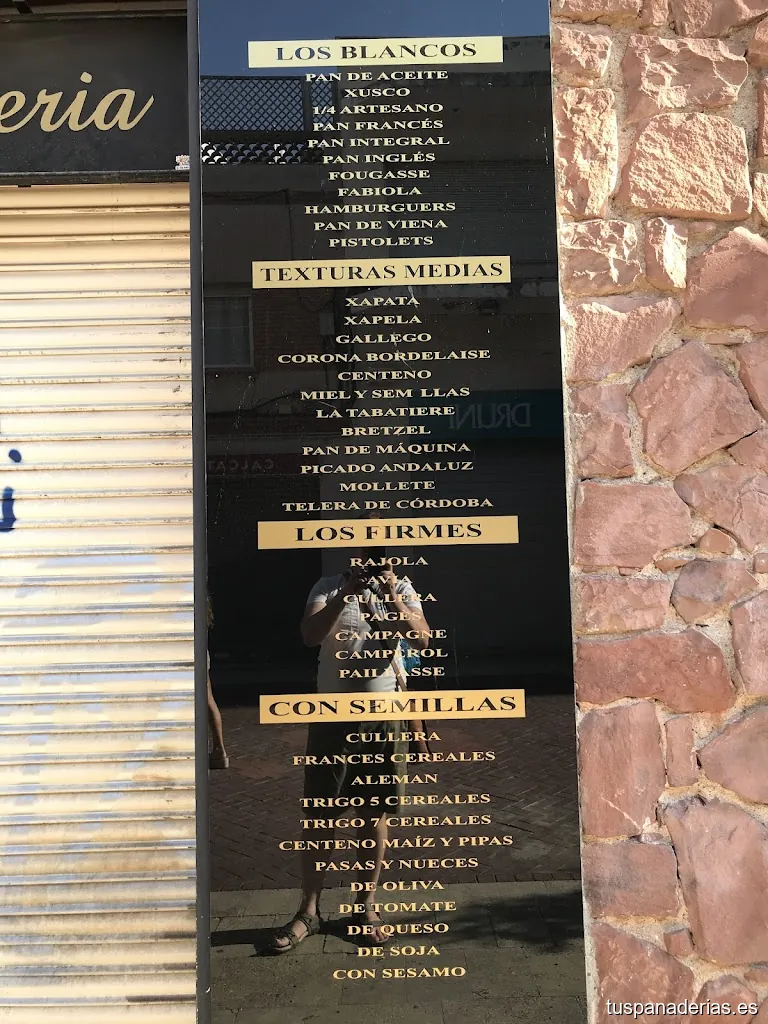 eria
LOS BLANCOS
PAN DE ACEITE
XUSCO
1/4 ARTESANO
PAN FRANCÉS
PAN INTEGRAL
PAN INGLÉS
FOUGASSE
FABIOLA
HAMBURGUERS
PAN DE VIENA
PISTOLETS
TEXTURAS MEDIAS
XAPATA
XAPELA
GALLEGO
CORONA BORDELAISE
CENTENO
MIEL Y SEM LLAS
LA TABATIERE
BRETZEL
PAN DE MÁQUINA
PICADO ANDALUZ
MOLLETE
TELERA DE CÓRDOBA
LOS FIRMES
RAJOLA
CULLERA
PAGÉS
CAMPAGNE
CAMPEROL
PAILLASSE
CON SEMILLAS
CULLERA
FRANCES CEREALES
ALEMAN
TRIGO 5 CEREALES
TRIGO 7 CEREALES
CENTENO MAÍZ Y PIPAS
PASAS Y NUECES
DE OLIVA
DE TOMATE
DE QUESO
DE SOJA
CON SESAMO
tuspanaderias.es